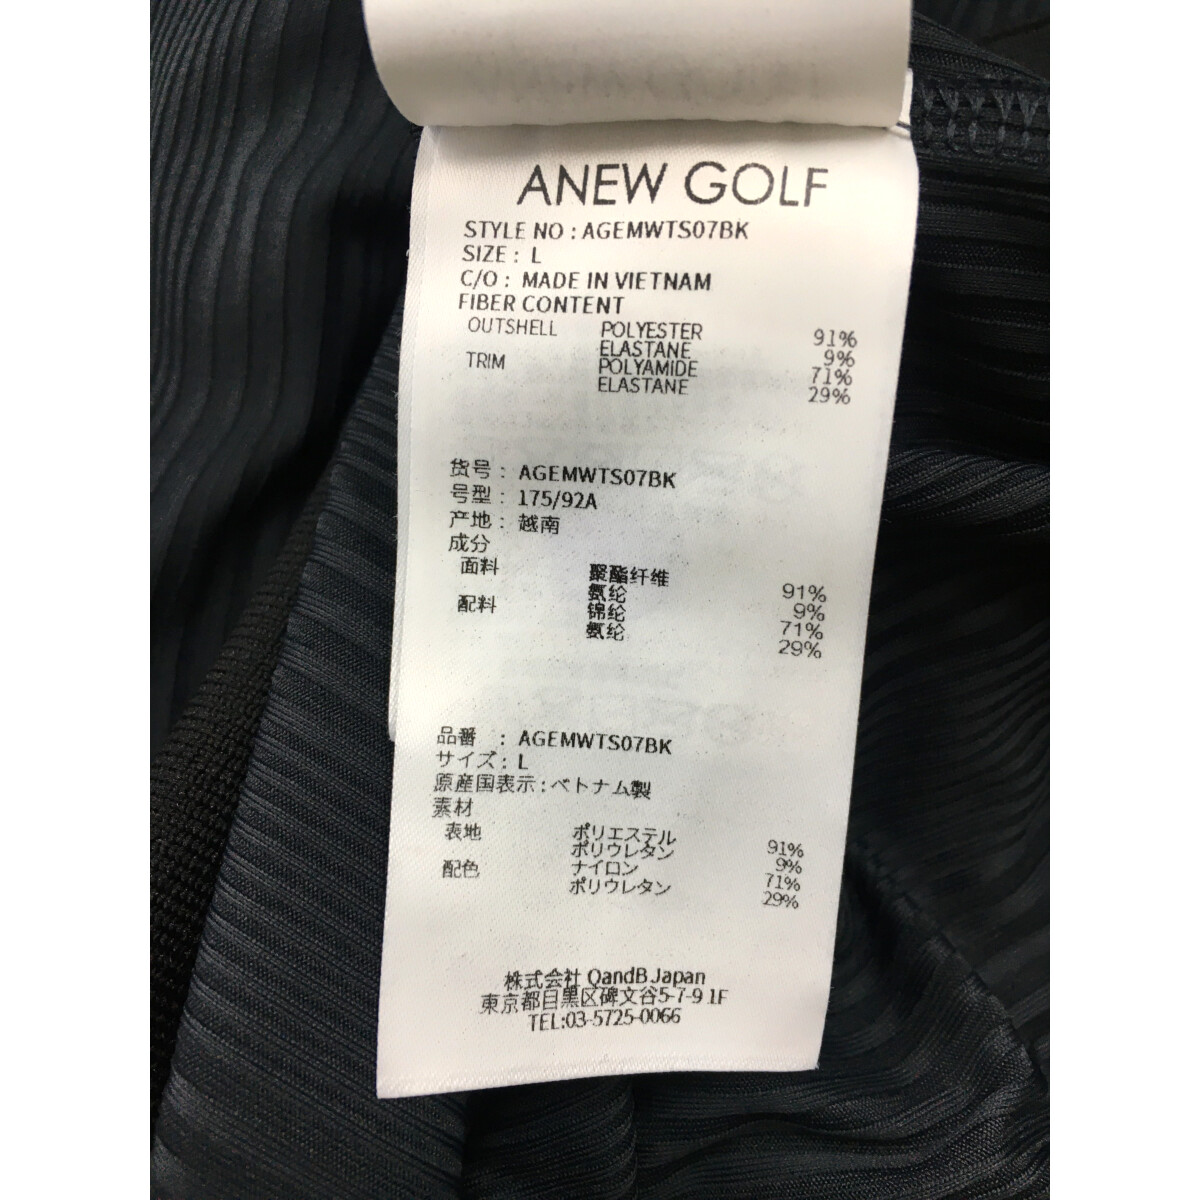 ANEW GOLF
STYLE NO : AGEMWTS07BK
SIZE : L
C/O : MADE IN VIETNAM
FIBER CONTENT
OUTSHELL POLYESTER 91%
ELASTANE 9%
TRIM POLYAMIDE 71%
ELASTANE 29%
货号 : AGEMWTS07BK
号型 : 175/92A
产地 : 越南
成分
面料 聚酯纤维 91%
氨纶 9%
配料 锦纶 71%
氨纶 29%
品番 : AGEMWTS07BK
サイズ : L
原産国表示 : ベトナム製
素材
表地 ポリエステル 91%
ポリウレタン 9%
配色 ナイロン 71%
ポリウレタン 29%
株式会社 QandB Japan
東京都目黒区碑文谷5-7-9 1F
TEL:03-5725-0066